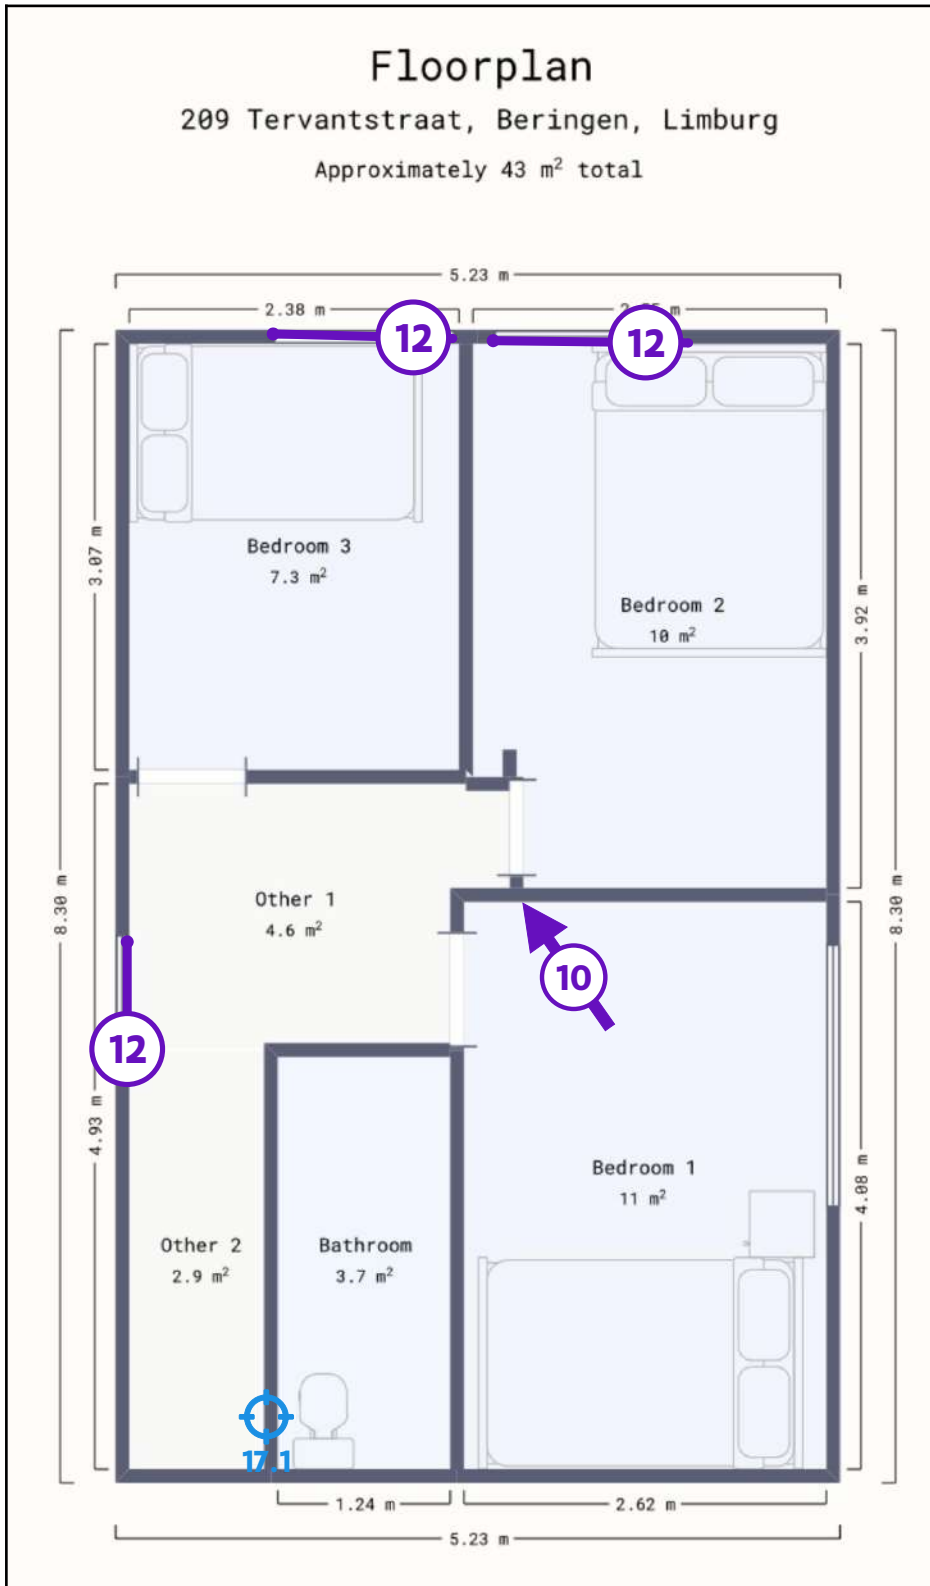 Floorplan
209 Tervantstraat, Beringen, Limburg
Approximately 43 m² total
5.23 m
2.38 m
12
12
3.07 m
Bedroom 3
7.3 m²
Bedroom 2
10 m²
3.92 m
8.30 m
Other 1
4.6 m²
8.30 m
10
12
4.93 m
Bedroom 1
11 m²
4.08 m
Other 2
2.9 m²
Bathroom
3.7 m²
17.1
1.24 m
2.62 m
5.23 m